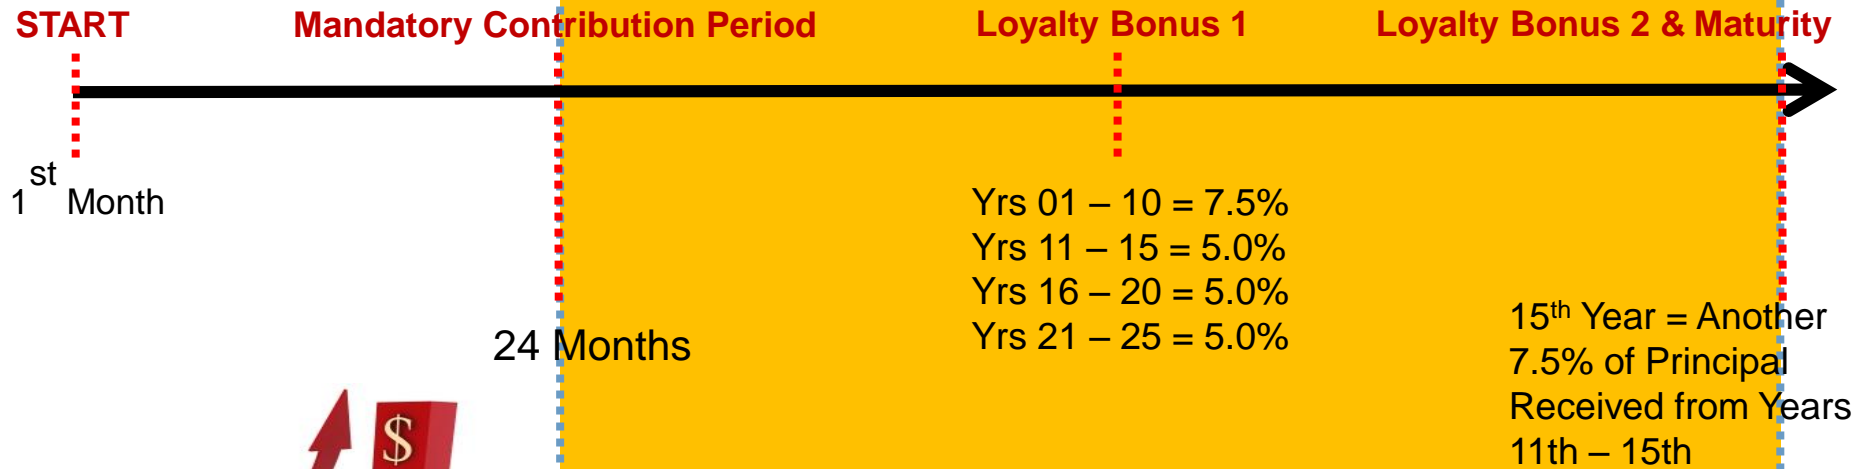 START
Mandatory Contribution Period
Loyalty Bonus 1
Loyalty Bonus 2 & Maturity
1st Month
24 Months
Yrs 01 – 10 = 7.5%
Yrs 11 – 15 = 5.0%
Yrs 16 – 20 = 5.0%
Yrs 21 – 25 = 5.0%
15th Year = Another
7.5% of Principal
Received from Years
11th – 15th
$